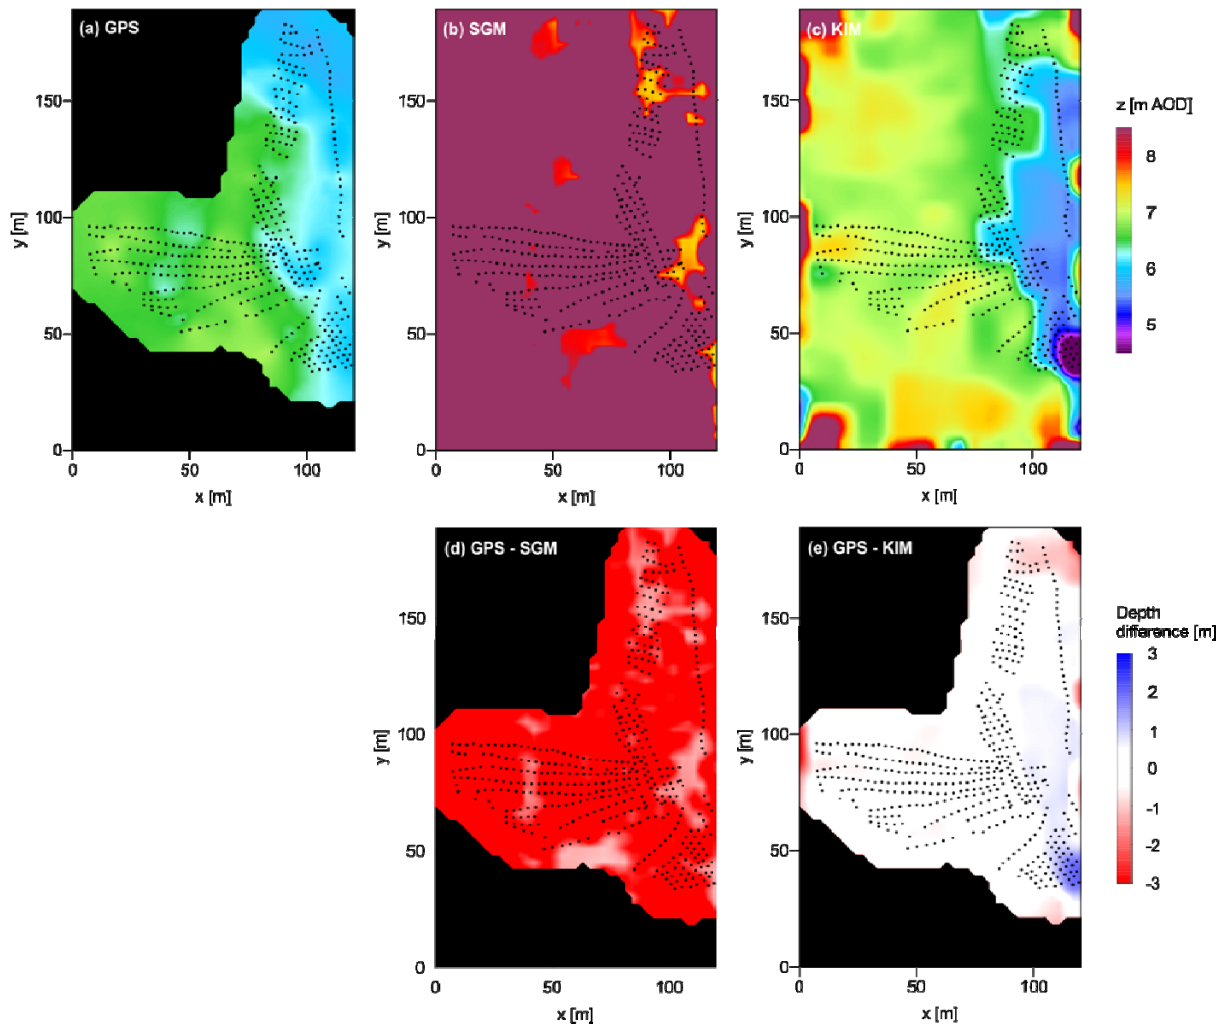 (a) GPS
(b) SGM
(c) KIM
z [m AOD]
8
7
6
5
150
100
50
0
y [m]
0
50
100
x [m]
150
100
50
0
y [m]
0
50
100
x [m]
150
100
50
0
y [m]
0
50
100
x [m]
(d) GPS - SGM
(e) GPS - KIM
Depth
difference [m]
3
2
1
0
-1
-2
-3
150
100
50
0
y [m]
0
50
100
x [m]
150
100
50
0
y [m]
0
50
100
x [m]